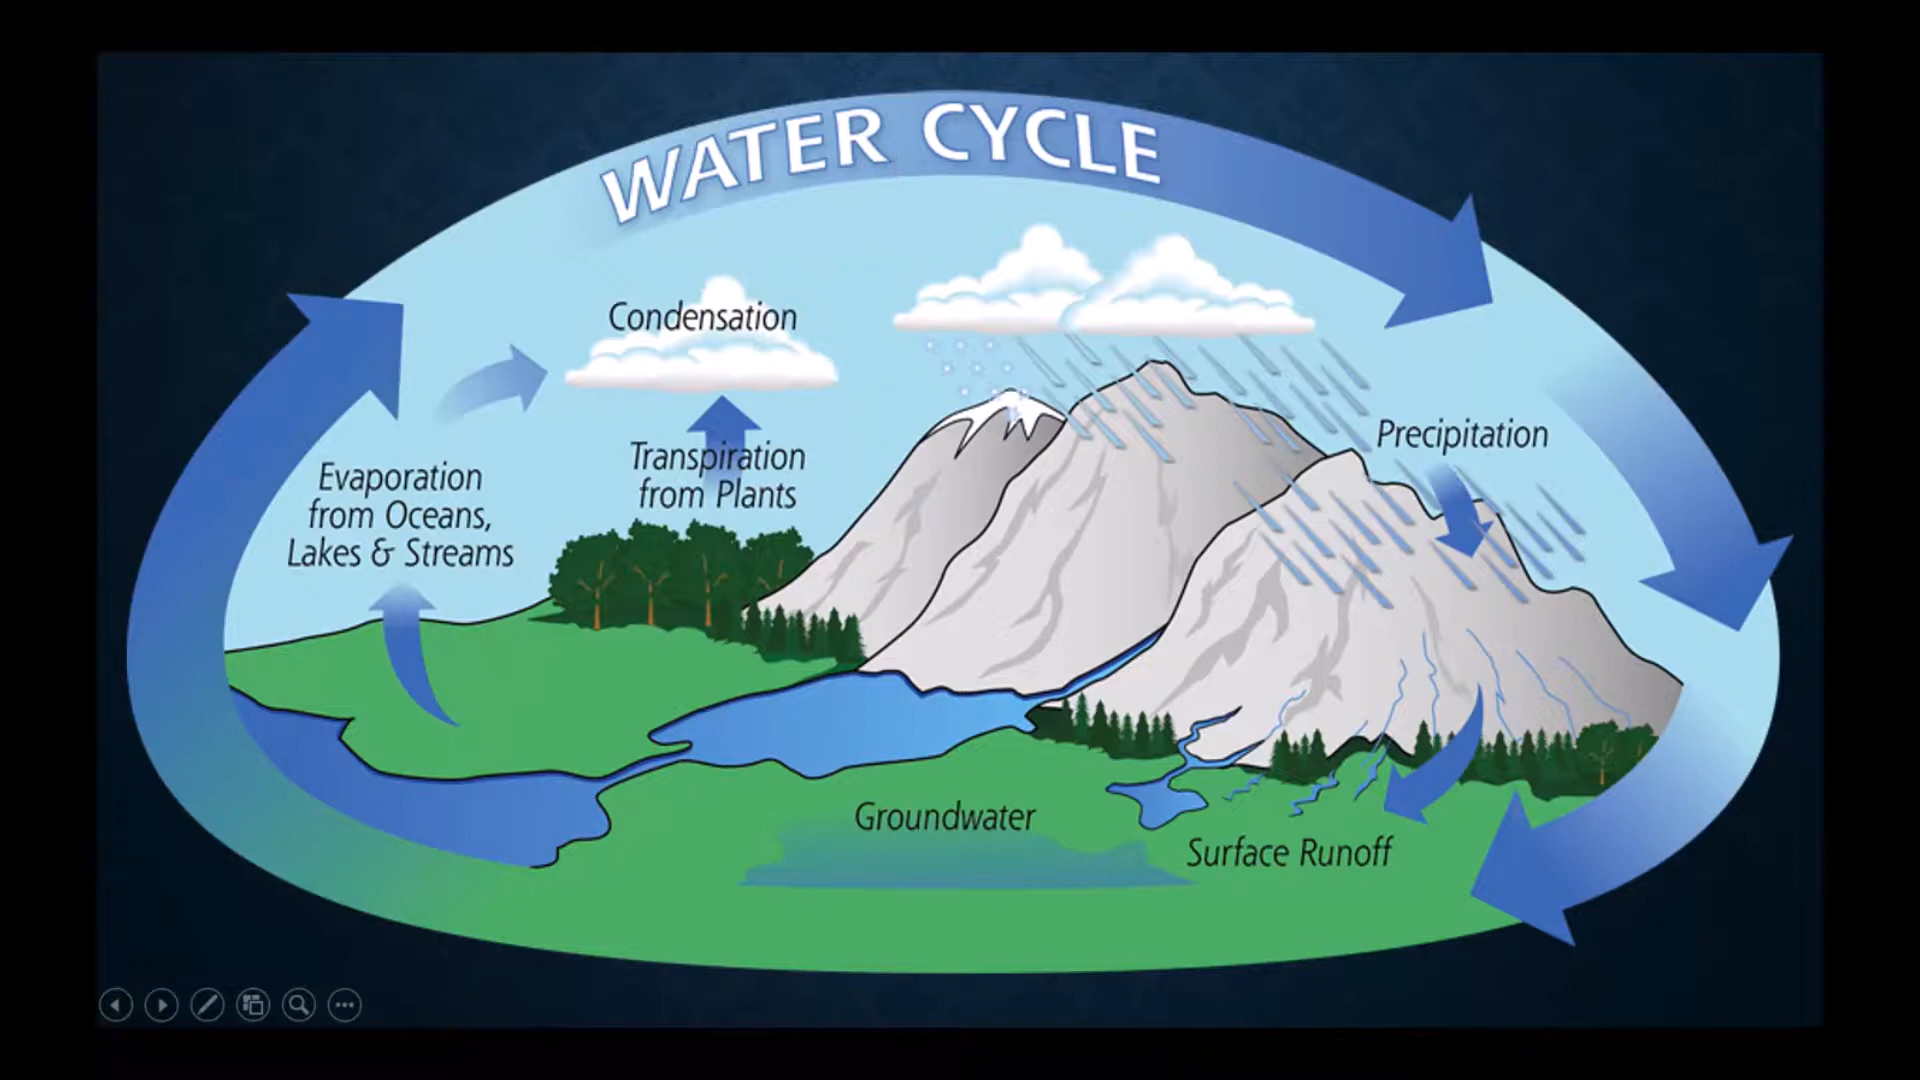 WATER CYCLE
Condensation
Precipitation
Transpiration
from Plants
Evaporation
from Oceans,
Lakes & Streams
Groundwater
Surface Runoff